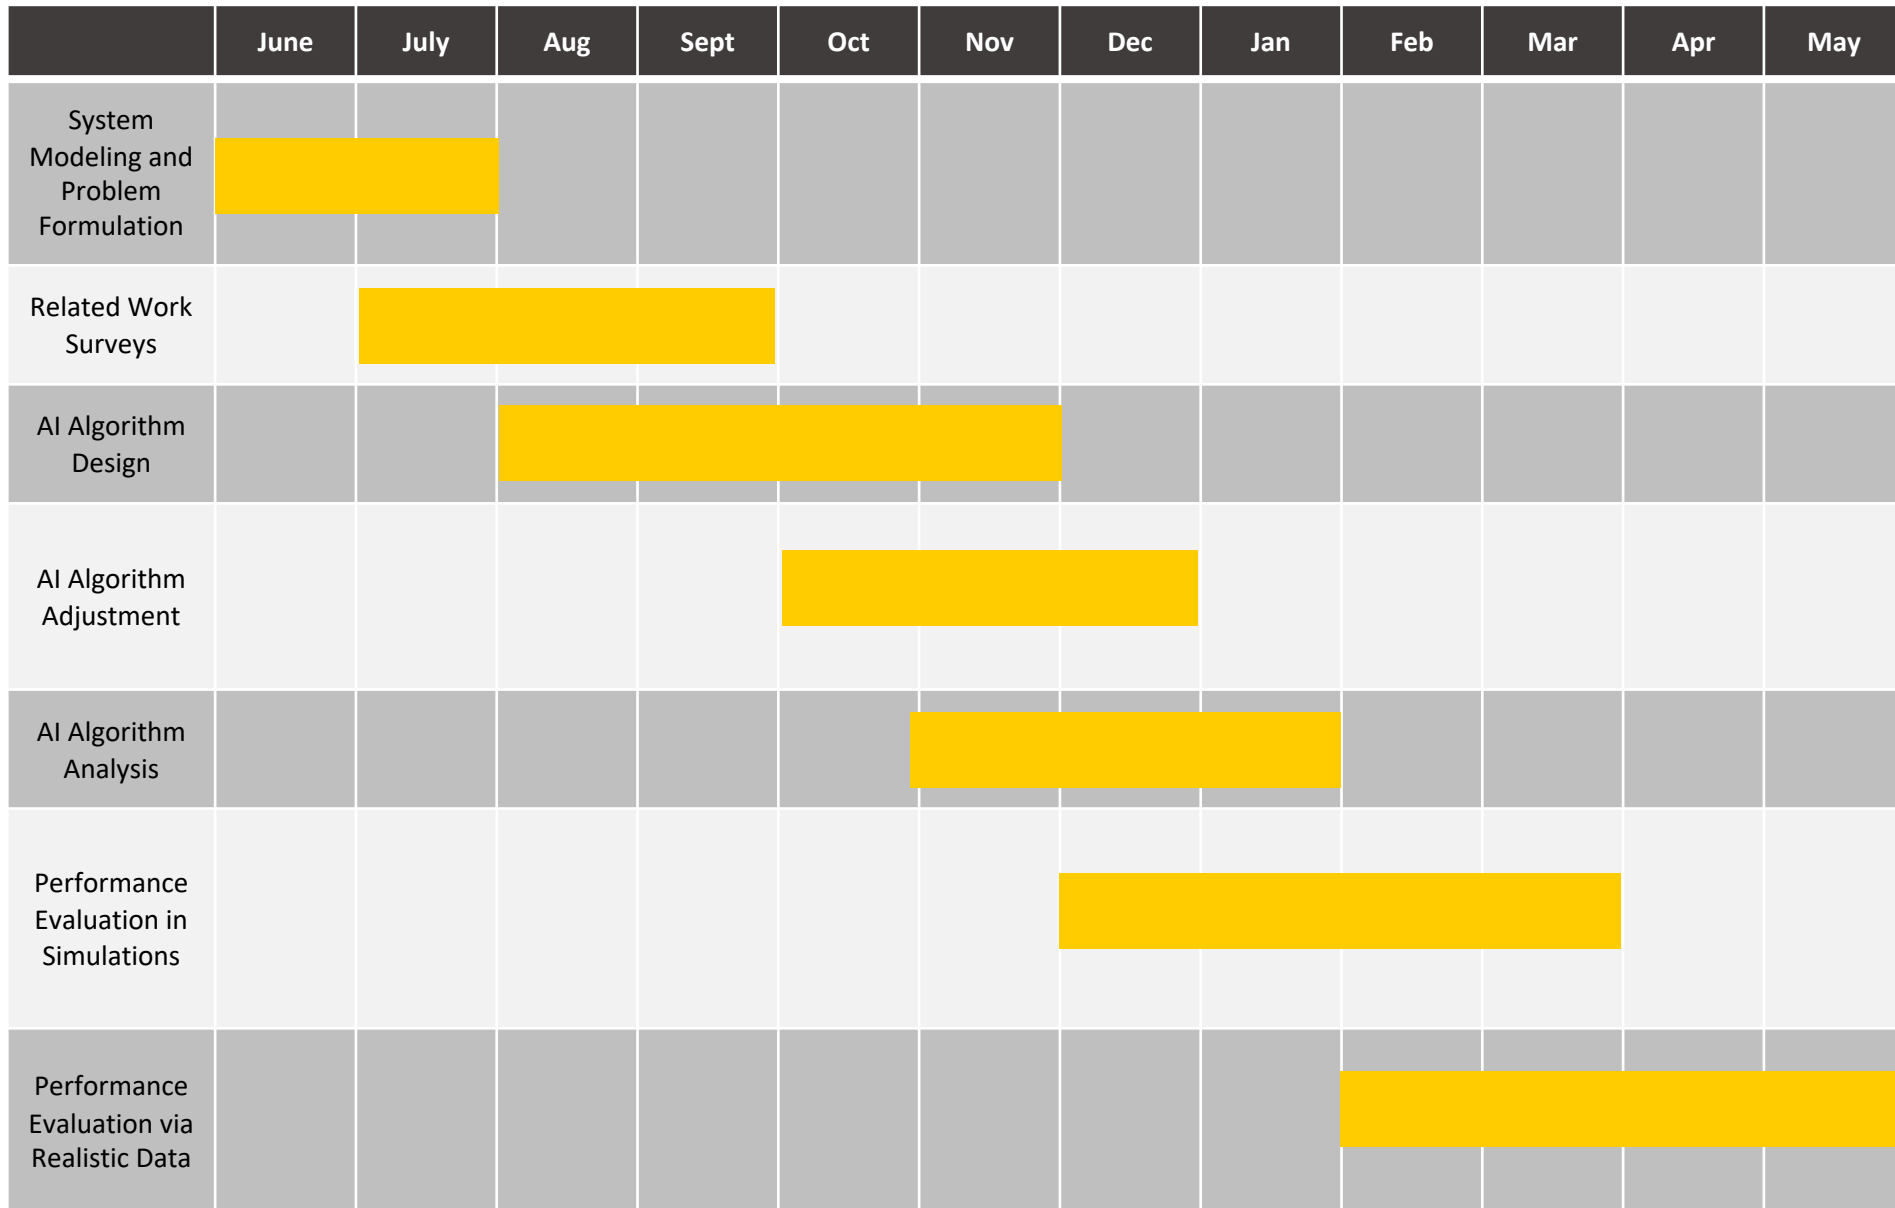 June July Aug Sept Oct Nov Dec Jan Feb Mar Apr May
System
Modeling and
Problem
Formulation
Related Work
Surveys
AI Algorithm
Design
AI Algorithm
Adjustment
AI Algorithm
Analysis
Performance
Evaluation in
Simulations
Performance
Evaluation via
Realistic Data